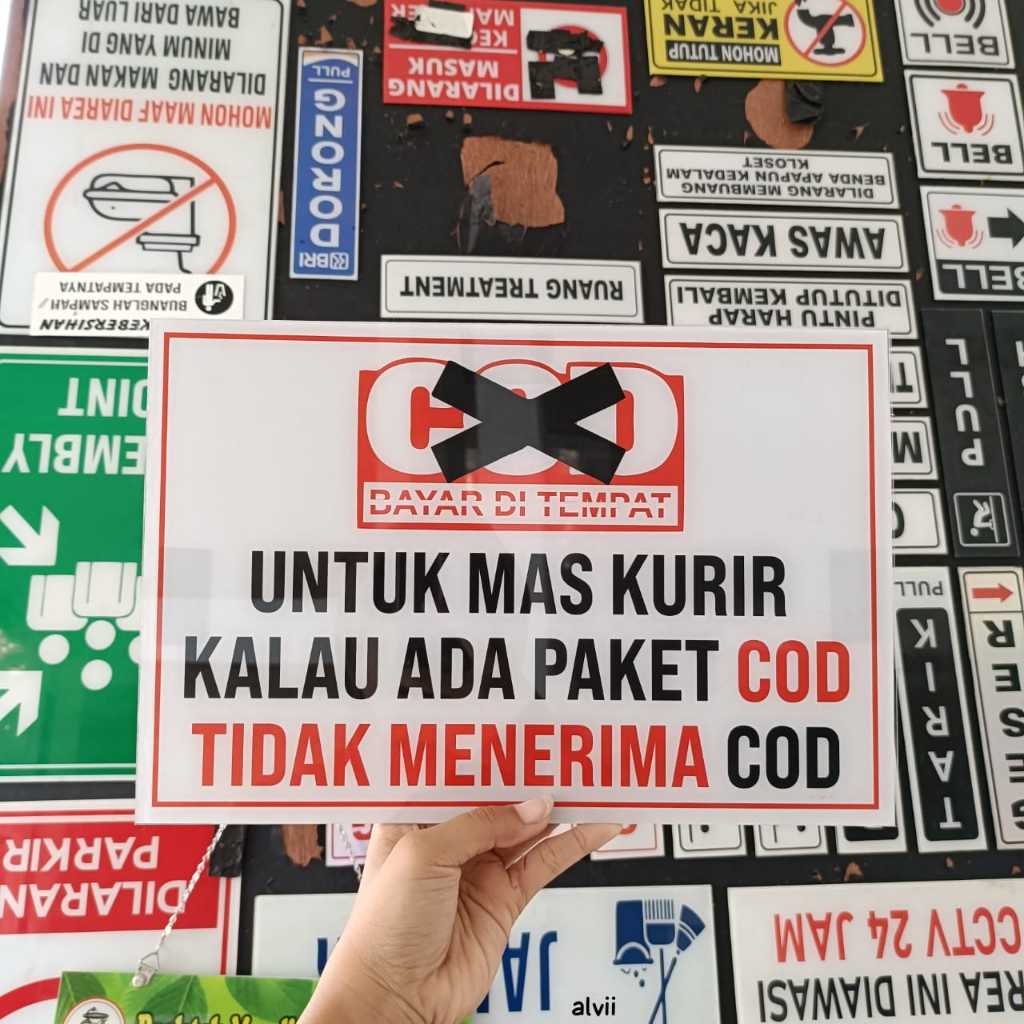 COD
BAYAR DI TEMPAT
UNTUK MAS KURIR
KALAU ADA PAKET COD
TIDAK MENERIMA COD
MOHON MAAF DIAREA INI
DILARANG MAKAN DAN
MINUM YANG DI
BAWA DARI LUAR
KEBERSIHAN
BUANGLAH SAMPAH
PADA TEMPATNYA
BRI
DORONG
PULL
DILARANG
MASUK
MOHON TUTUP
KERAN
JIKA TIDAK
BELL
BELL
BELL
DILARANG MEMBUANG
BENDA APAPUN KEDALAM
KLOSET
AWAS KACA
RUANG TREATMENT
PINTU HARAP
DITUTUP KEMBALI
PULL
TARIK
PULL
PARKIR
CCTV 24 JAM
INI DIAWASI
alvii